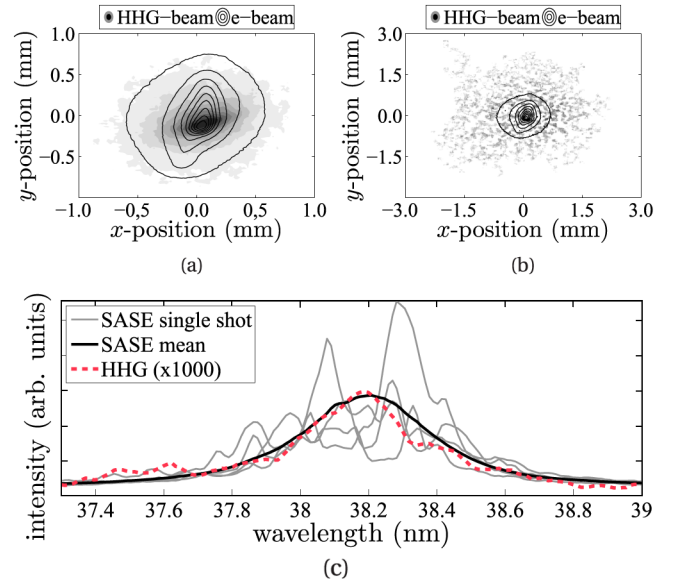 HHG−beam e−beam
1.0
0.5
0.0
−0.5
y-position (mm)
−1.0 −0.5 0.0 0,5 1.0
x-position (mm)
(a)
HHG−beam e−beam
3.0
1.5
0.0
−1.5
y-position (mm)
−3.0 −1.5 0 1.5 3.0
x-position (mm)
(b)
SASE single shot
SASE mean
HHG (x1000)
intensity (arb. units)
37.4 37.6 37.8 38 38.2 38.4 38.6 38.8 39
wavelength (nm)
(c)